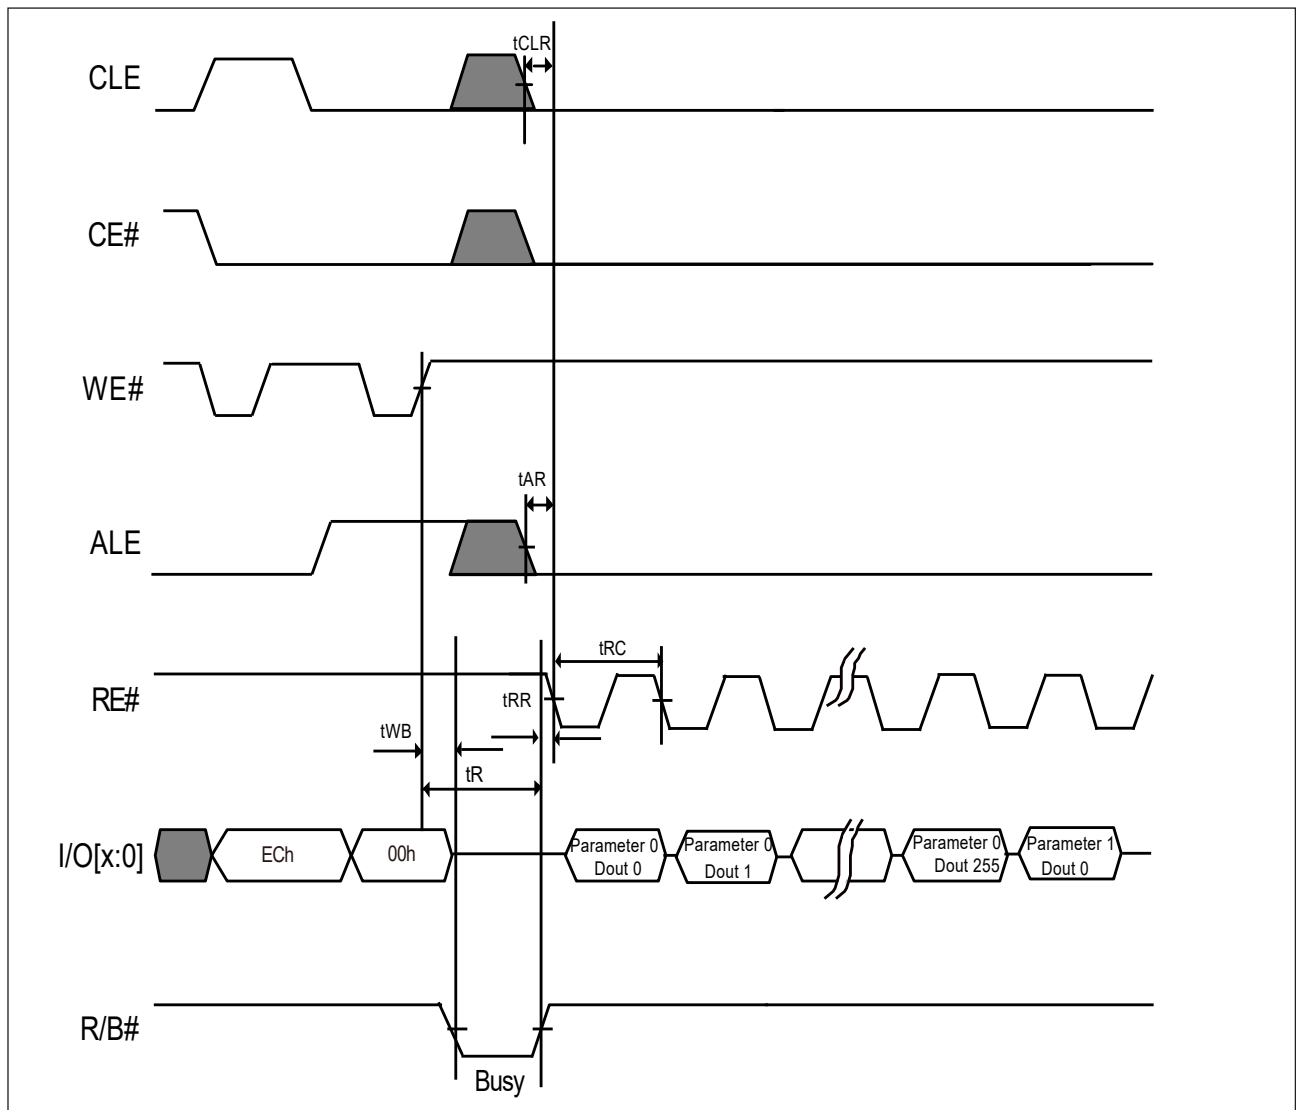 tCLR
CLE
CE#
WE#
tAR
ALE
tRC
RE#
tRR
tWB
tR
I/O[x:0]
ECh
00h
Parameter 0
Dout 0
Parameter 0
Dout 1
Parameter 0
Dout 255
Parameter 1
Dout 0
R/B#
Busy